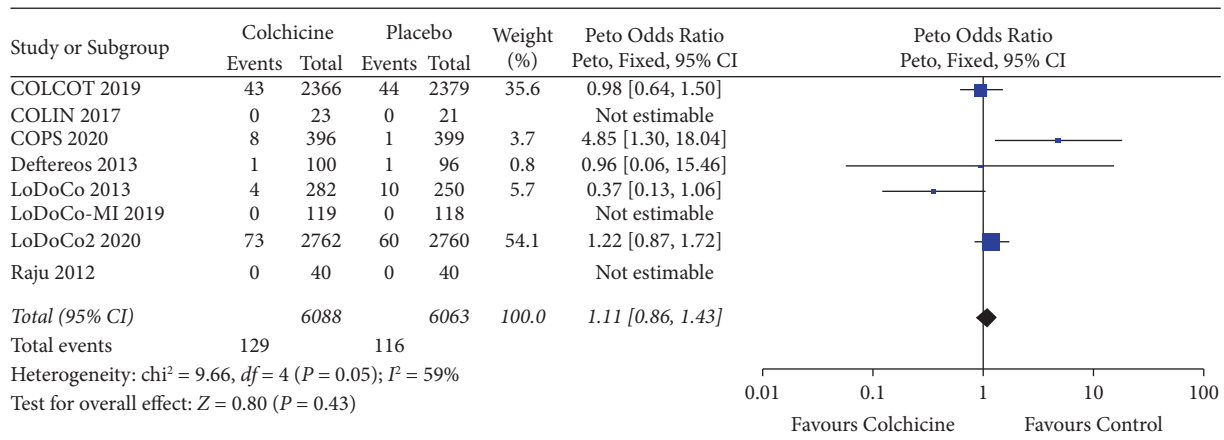 Study or Subgroup Colchicine Placebo Weight (%) Peto Odds Ratio Peto, Fixed, 95% CI Peto Odds Ratio Peto, Fixed, 95% CI
Events Total Events Total
COLCOT 2019 43 2366 44 2379 35.6 0.98 [0.64, 1.50]
COLIN 2017 0 23 0 21 Not estimable
COPS 2020 8 396 1 399 3.7 4.85 [1.30, 18.04]
Deftereos 2013 1 100 1 96 0.8 0.96 [0.06, 15.46]
LoDoCo 2013 4 282 10 250 5.7 0.37 [0.13, 1.06]
LoDoCo-MI 2019 0 119 0 118 Not estimable
LoDoCo2 2020 73 2762 60 2760 54.1 1.22 [0.87, 1.72]
Raju 2012 0 40 0 40 Not estimable
Total (95% CI) 6088 6063 100.0 1.11 [0.86, 1.43]
Total events 129 116
Heterogeneity: chi² = 9.66, df = 4 (P = 0.05); I² = 59%
Test for overall effect: Z = 0.80 (P = 0.43)
0.01 0.1 1 10 100
Favours Colchicine Favours Control